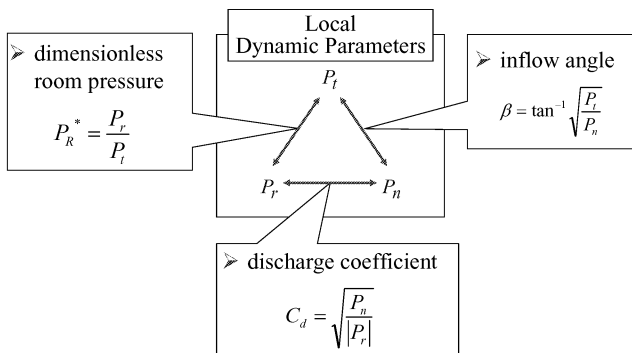 Local
Dynamic Parameters
➢ dimensionless
room pressure
P_R^* = P_r / P_t
P_t
P_r
P_n
➢ inflow angle
β = tan⁻¹ √(P_t / P_n)
➢ discharge coefficient
C_d = √(P_n / |P_r|)